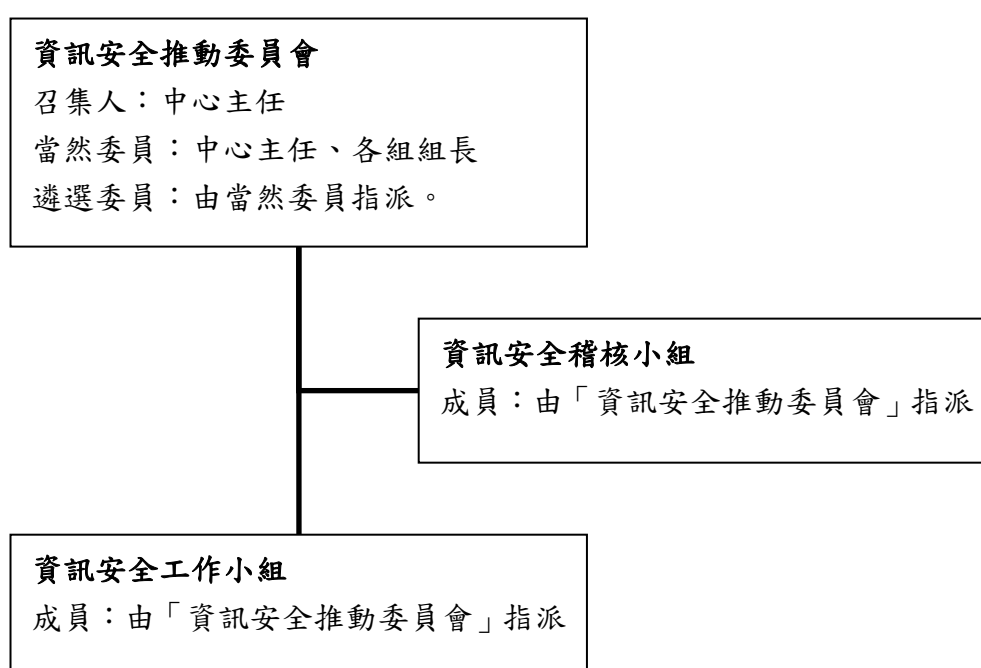 資訊安全推動委員會
召集人：中心主任
當然委員：中心主任、各組組長
遴選委員：由當然委員指派。
資訊安全稽核小組
成員：由「資訊安全推動委員會」指派
資訊安全工作小組
成員：由「資訊安全推動委員會」指派